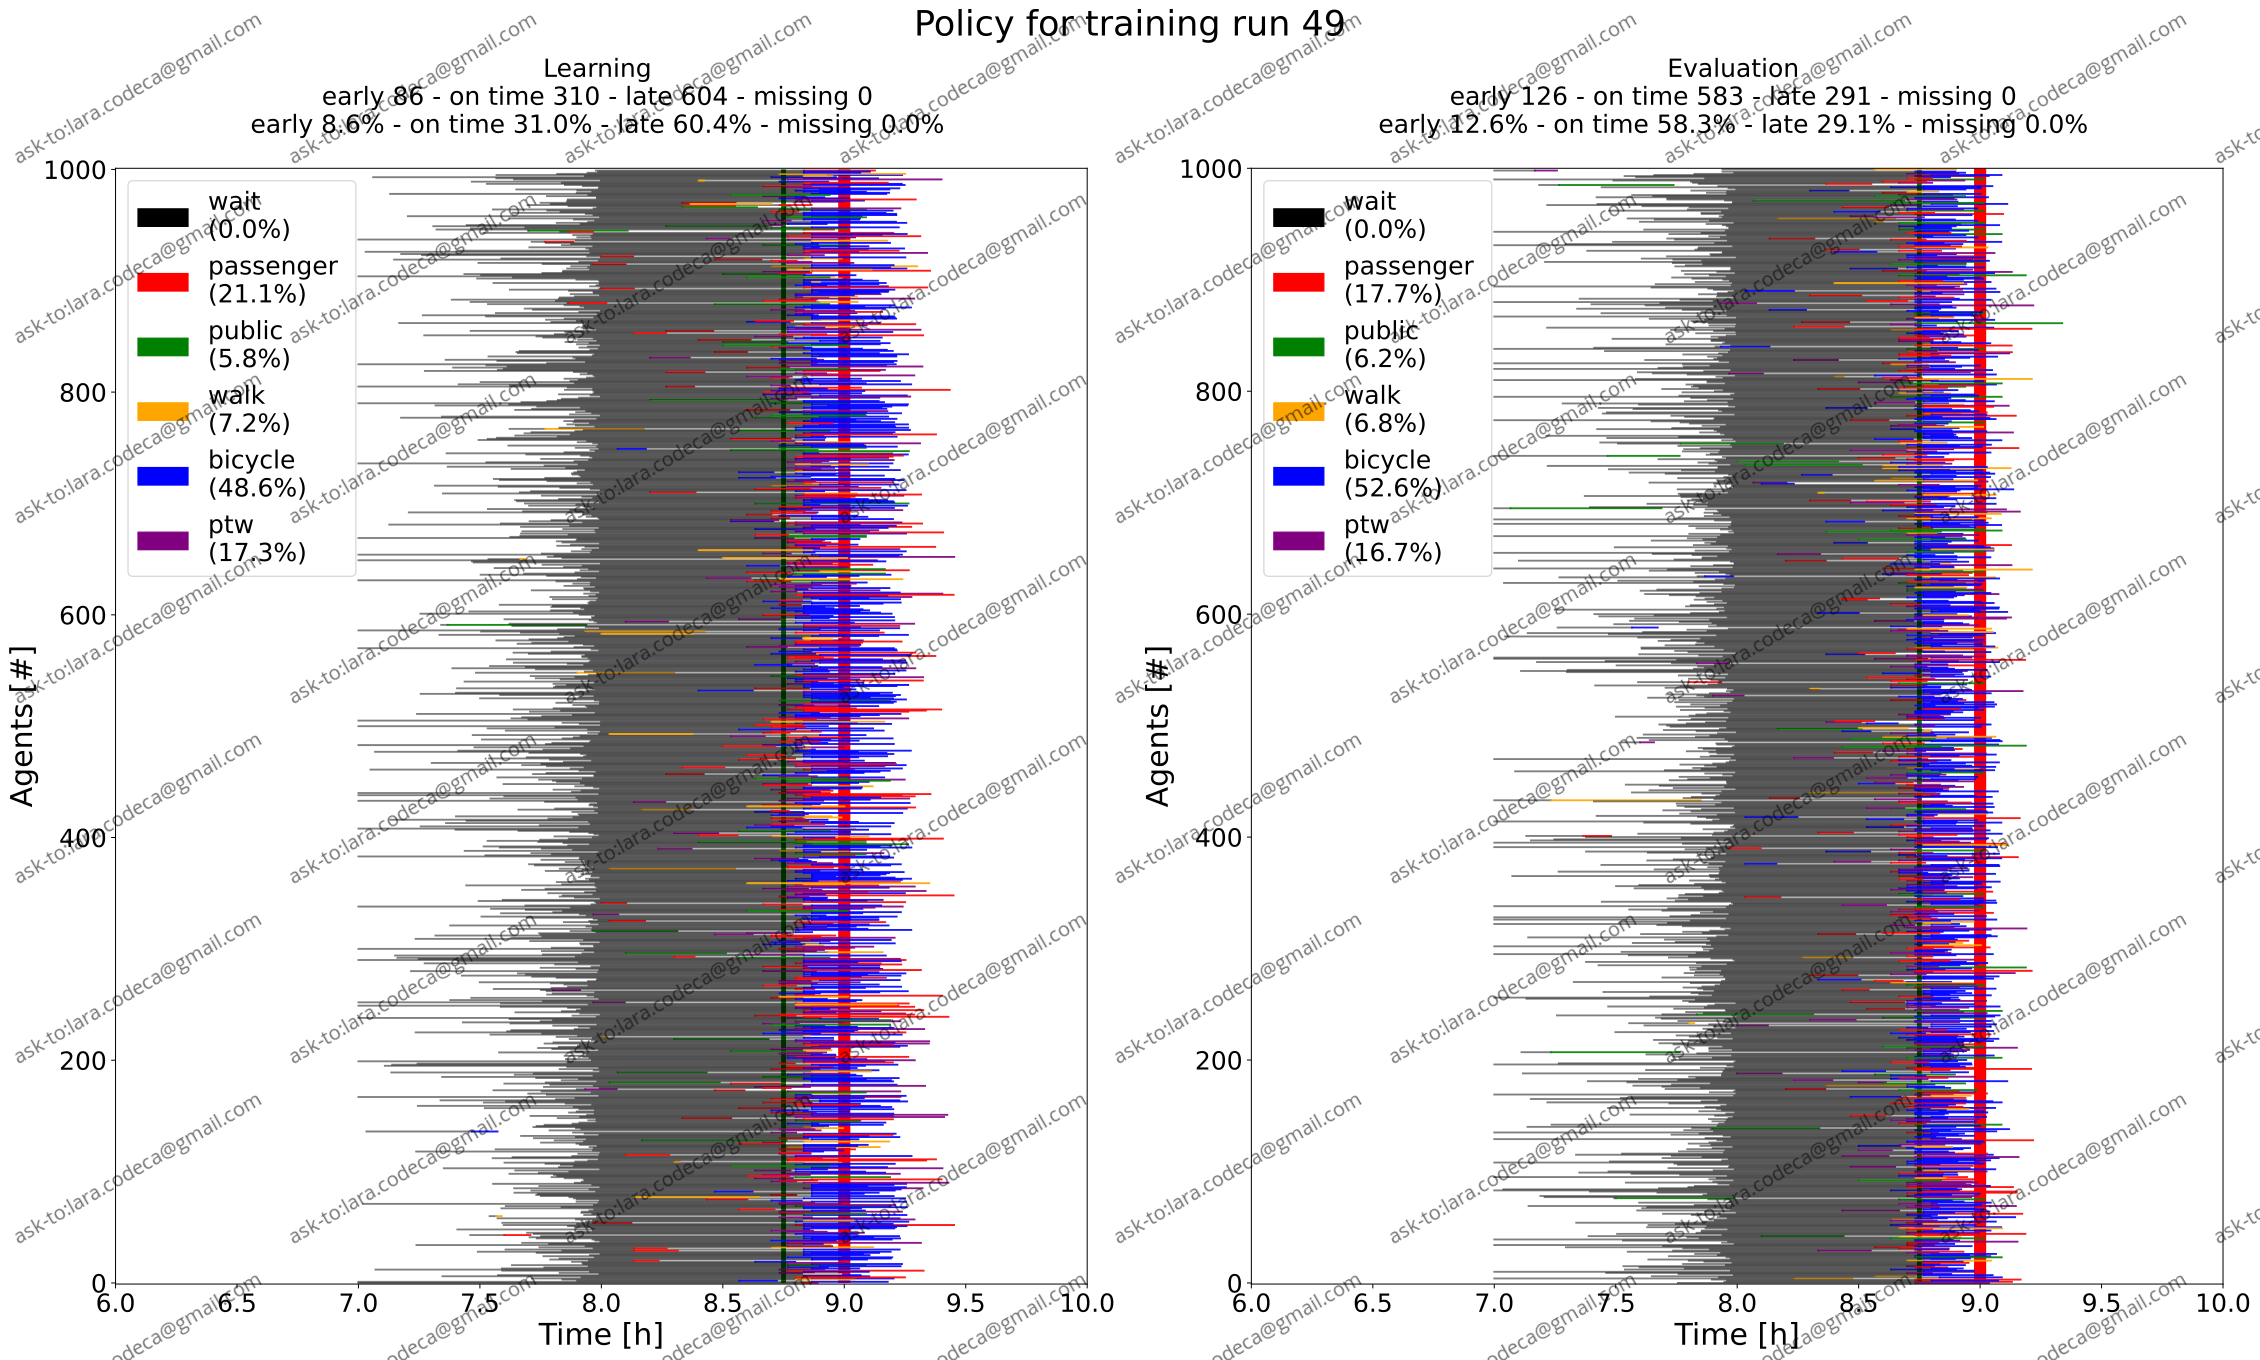 Policy for training run 49
Learning
early 86 - on time 310 - late 604 - missing 0
early 8.6% - on time 31.0% - late 60.4% - missing 0.0%
Agents [#]
1000
800
600
400
200
0
wait
(0.0%)
passenger
(21.1%)
public
(5.8%)
walk
(7.2%)
bicycle
(48.6%)
ptw
(17.3%)
6.0 6.5 7.0 7.5 8.0 8.5 9.0 9.5 10.0
Time [h]
Evaluation
early 126 - on time 583 - late 291 - missing 0
early 12.6% - on time 58.3% - late 29.1% - missing 0.0%
Agents [#]
1000
800
600
400
200
0
wait
(0.0%)
passenger
(17.7%)
public
(6.2%)
walk
(6.8%)
bicycle
(52.6%)
ptw
(16.7%)
6.0 6.5 7.0 7.5 8.0 8.5 9.0 9.5 10.0
Time [h]
ask-to:lara.codeca@gmail.com